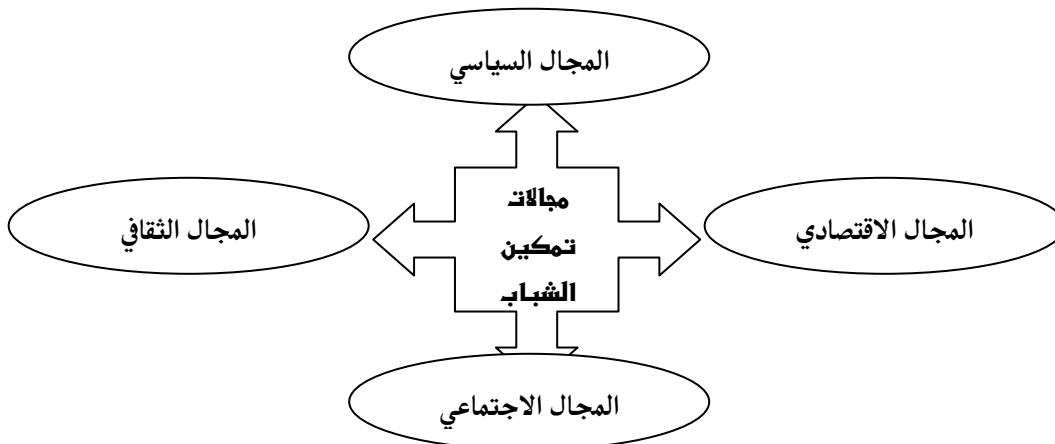 المجال السياسي
مجالات
تمكين
الشباب
المجال الاقتصادي
المجال الثقافي
المجال الاجتماعي